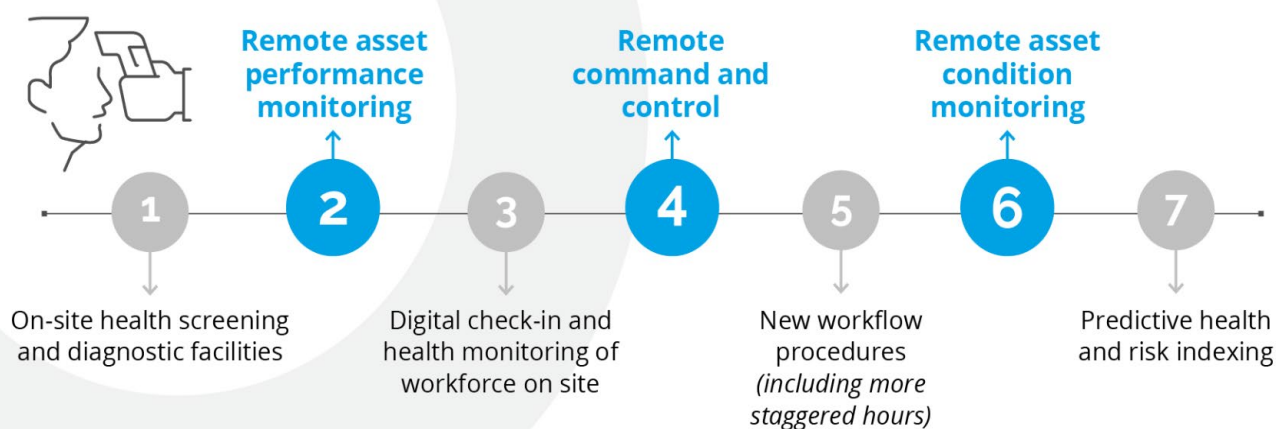 Remote asset
performance
monitoring
Remote
command and
control
Remote asset
condition
monitoring
1
2
3
4
5
6
7
On-site health screening
and diagnostic facilities
Digital check-in and
health monitoring of
workforce on site
New workflow
procedures
(including more
staggered hours)
Predictive health
and risk indexing